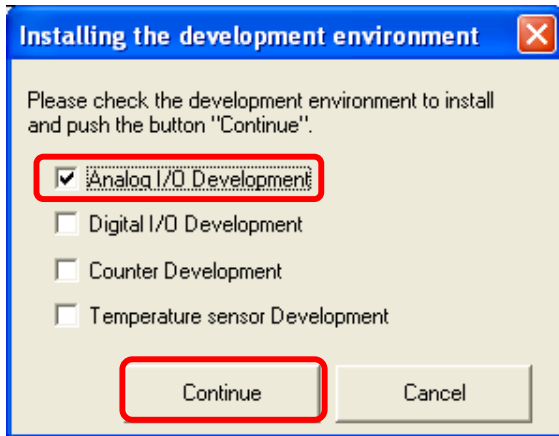 Installing the development environment
Please check the development environment to install
and push the button "Continue".
Analog I/O Development
Digital I/O Development
Counter Development
Temperature sensor Development
Continue
Cancel